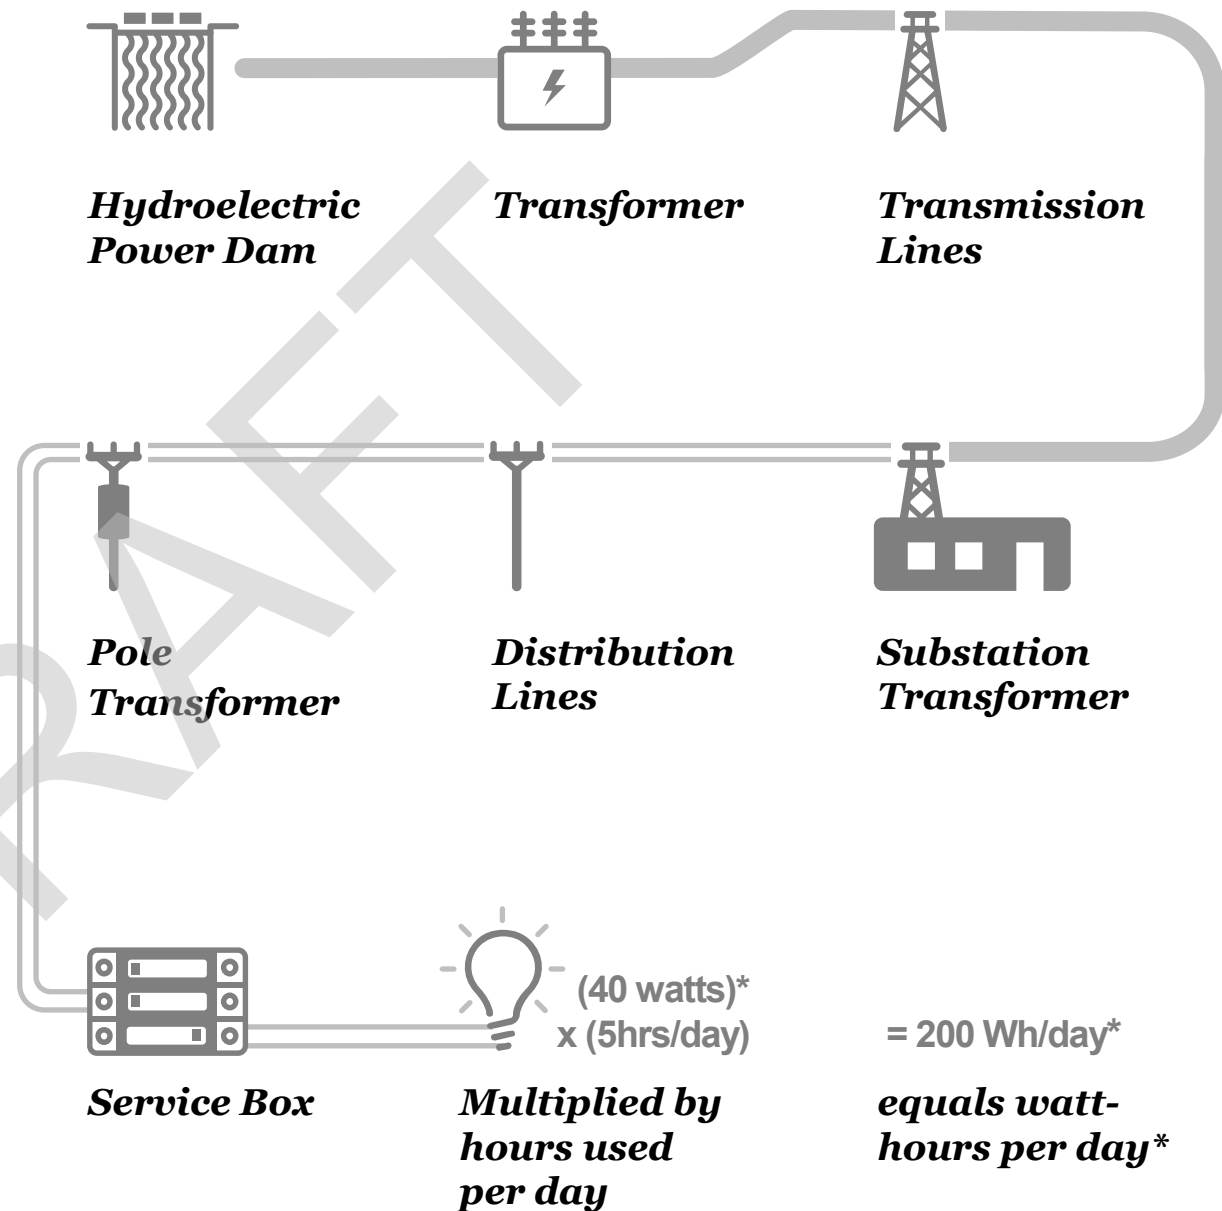 Hydroelectric
Power Dam
Transformer
Transmission
Lines
Pole
Transformer
Distribution
Lines
Substation
Transformer
(40 watts)*
x (5hrs/day)
= 200 Wh/day*
Service Box
Multiplied by
hours used
per day
equals watt-
hours per day*
RAFT